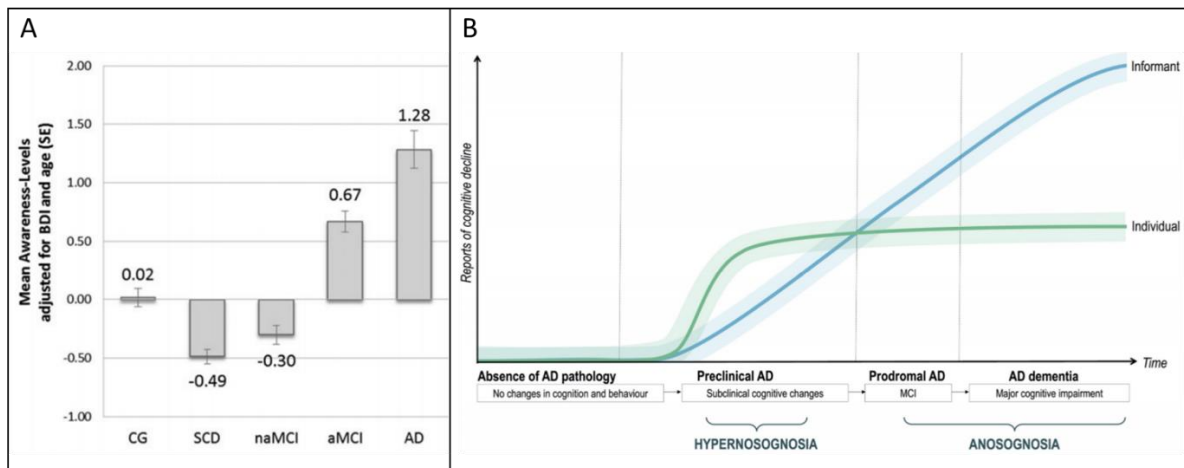 A
Mean Awareness-Levels
adjusted for BDI and age (SE)
2.00
1.50
1.00
0.50
0.00
-0.50
-1.00
0.02
-0.49
-0.30
0.67
1.28
CG SCD naMCI aMCI AD
B
Reports of cognitive decline
Informant
Individual
Time
Absence of AD pathology Preclinical AD Prodromal AD AD dementia
No changes in cognition and behaviour Subclinical cognitive changes MCI Major cognitive impairment
HYPERNOSOGNOSIA ANOSOGNOSIA